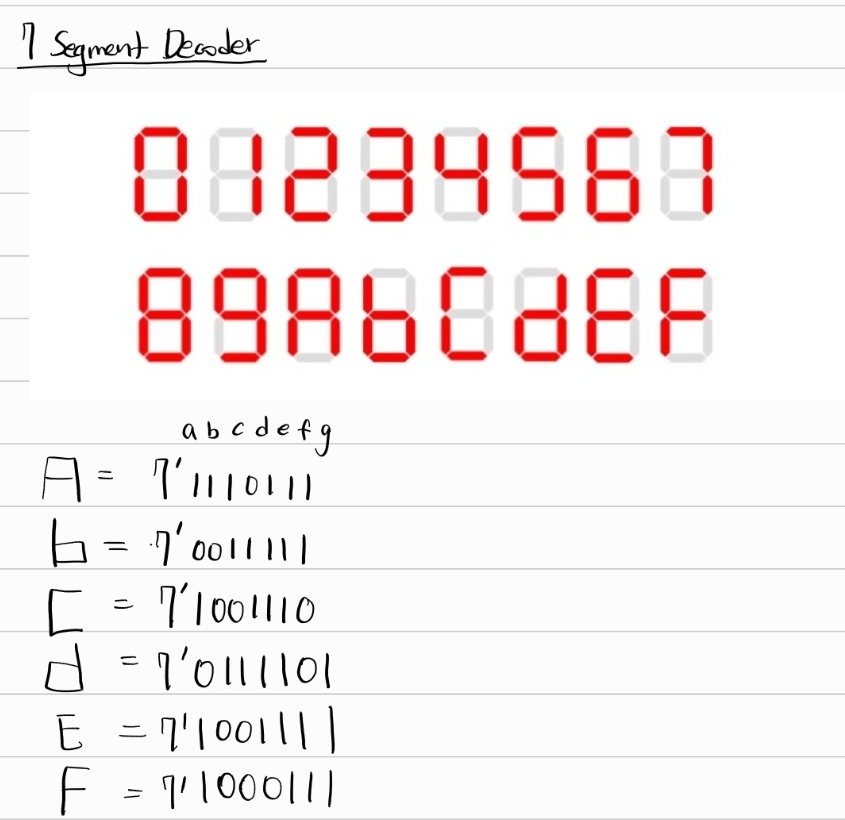 7 Segment Decoder
0 1 2 3 4 5 6 7
8 9 A b C d E F
a b c d e f g
A = 7'1110111
b = 7'0011111
C = 7'1001110
d = 7'0111101
E = 7'1001111
F = 7'1000111